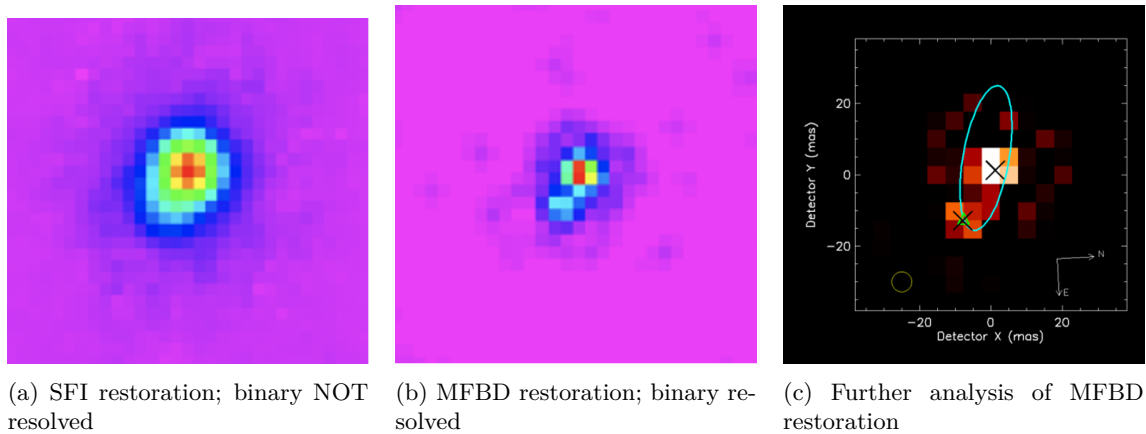 20
0
−20
Detector Y (mas)
−20
0
20
Detector X (mas)
N
E
(a) SFI restoration; binary NOT
resolved
(b) MFBD restoration; binary re-
solved
(c) Further analysis of MFBD
restoration